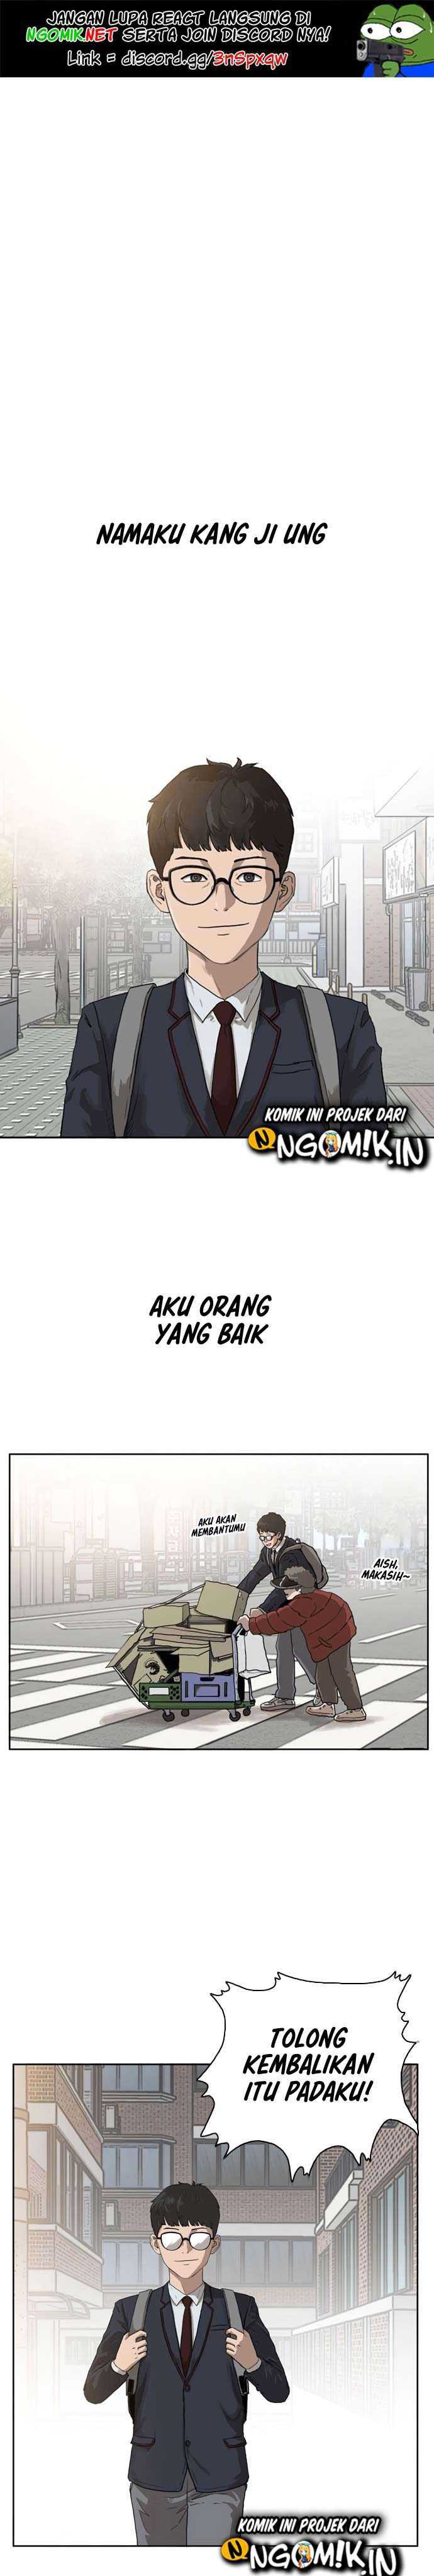 JANGAN LUPA REACT LANGSUNG DI
NGOMIK.NET SERTA JOIN DISCORD NYA!
Link = discord.gg/3nSpxqw
NAMAKU KANG JI UNG
KOMIK INI PROJEK DARI
N NGOMIK.IN
AKU ORANG
YANG BAIK
AKU AKAN
MEMBANTUMU
AISH,
MAKASIH~
TOLONG
KEMBALIKAN
ITU PADAKU!
KOMIK INI PROJEK DARI
N NGOMIK.IN